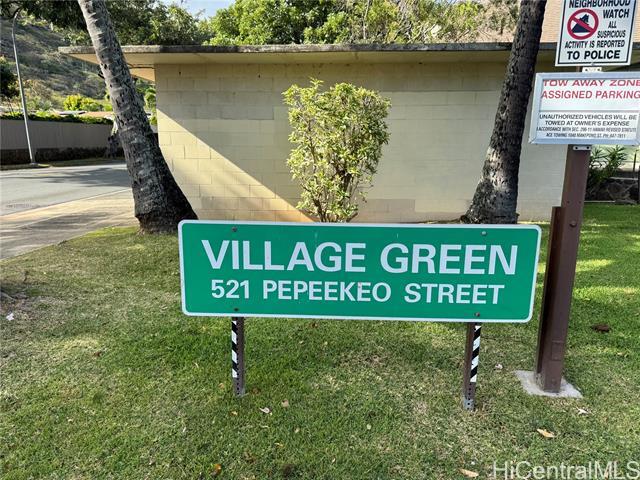 NEIGHBORHOOD
WATCH
ALL
SUSPICIOUS
ACTIVITY
IS REPORTED
TO POLICE
TOW AWAY ZONE
ASSIGNED PARKING
UNAUTHORIZED VEHICLES WILL BE
TOWED AT OWNER'S EXPENSE
VILLAGE GREEN
521 PEPEEKEO STREET
HiCentralMLS